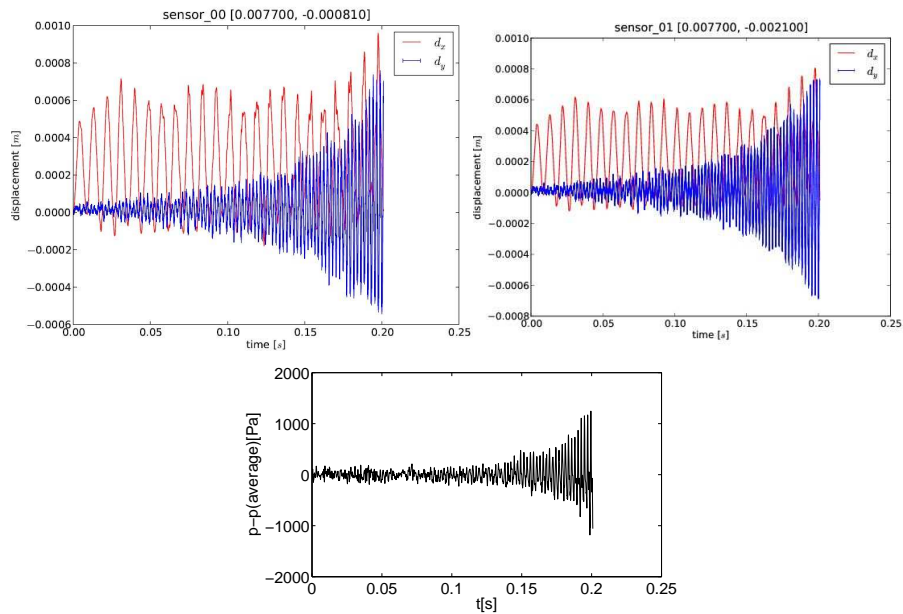 sensor_00 [0.007700, -0.000810]
0.0010
0.0008
0.0006
0.0004
0.0002
0.0000
−0.0002
−0.0004
−0.0006
displacement [m]
d_x
d_y
0.00 0.05 0.10 0.15 0.20 0.25
time [s]
sensor_01 [0.007700, -0.002100]
0.0010
0.0008
0.0006
0.0004
0.0002
0.0000
−0.0002
−0.0004
−0.0006
−0.0008
displacement [m]
d_x
d_y
0.00 0.05 0.10 0.15 0.20 0.25
time [s]
2000
1000
0
−1000
−2000
p−p(average)[Pa]
0 0.05 0.1 0.15 0.2 0.25
t[s]